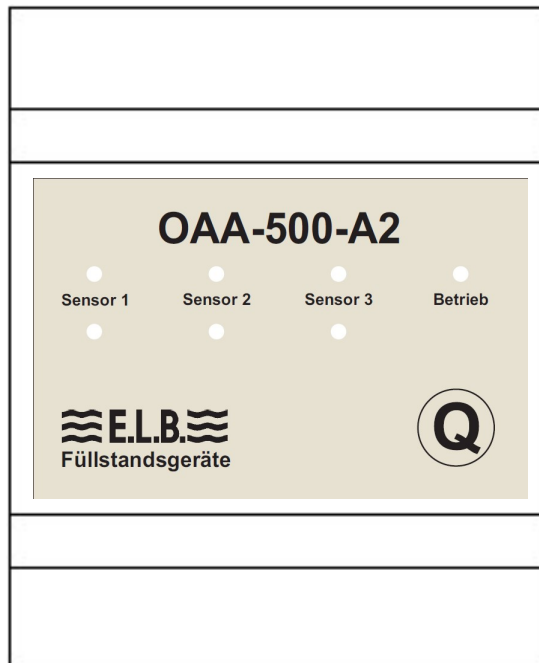 OAA-500-A2
Sensor 1 Sensor 2 Sensor 3 Betrieb
E.L.B.
Füllstandsgeräte
Q